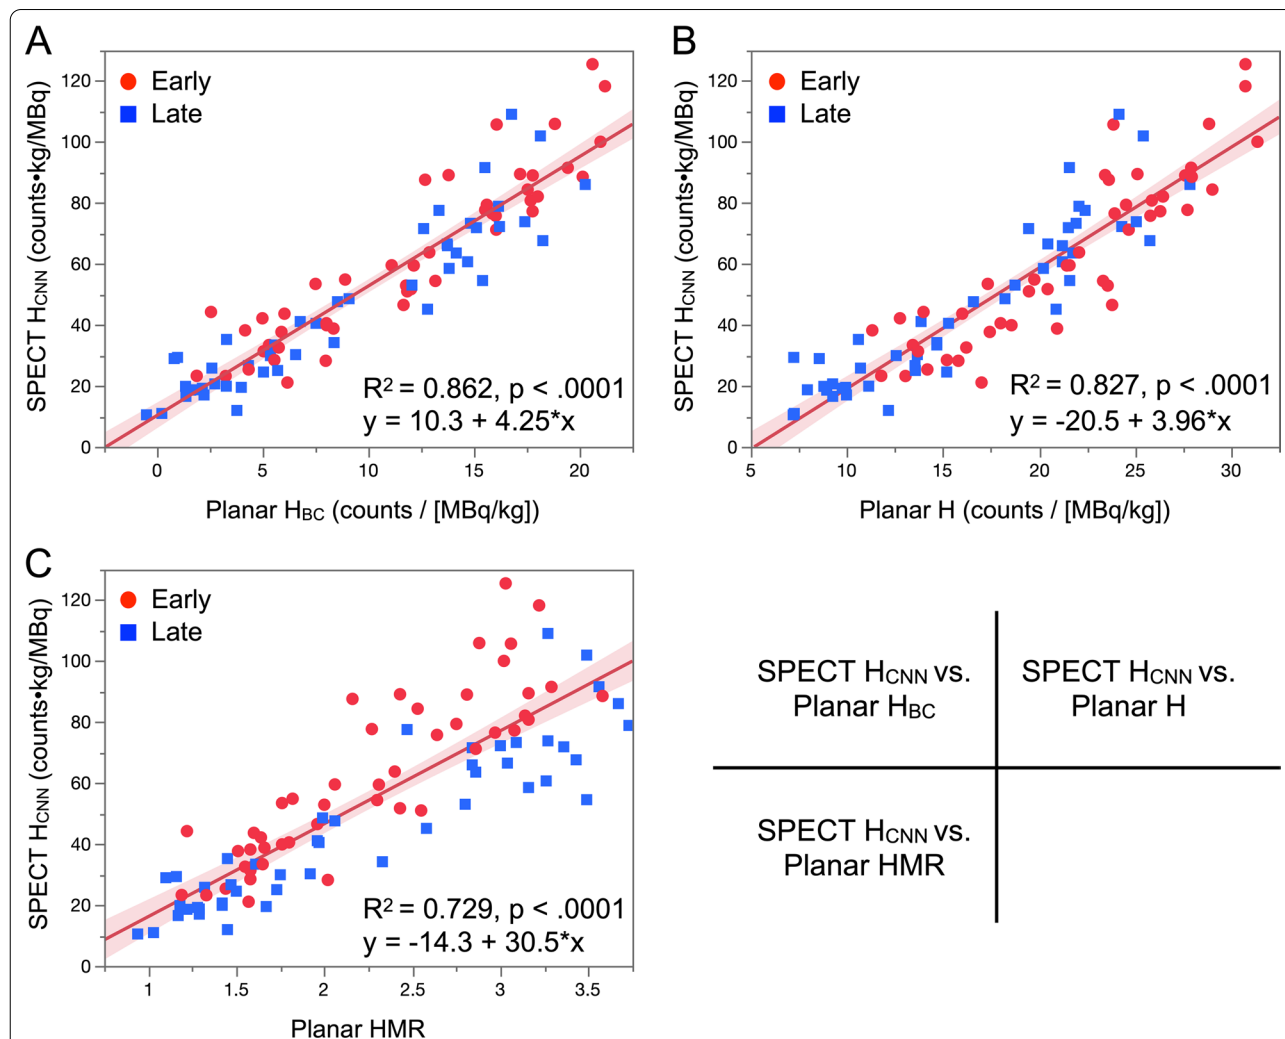 A
SPECT HCNN (counts•kg/MBq)
120
100
80
60
40
20
0
Early
Late
R² = 0.862, p < .0001
y = 10.3 + 4.25*x
0 5 10 15 20
Planar HBC (counts / [MBq/kg])
B
SPECT HCNN (counts•kg/MBq)
120
100
80
60
40
20
0
Early
Late
R² = 0.827, p < .0001
y = -20.5 + 3.96*x
5 10 15 20 25 30
Planar H (counts / [MBq/kg])
C
SPECT HCNN (counts•kg/MBq)
120
100
80
60
40
20
0
Early
Late
R² = 0.729, p < .0001
y = -14.3 + 30.5*x
1 1.5 2 2.5 3 3.5
Planar HMR
SPECT HCNN vs.
Planar HBC
SPECT HCNN vs.
Planar H
SPECT HCNN vs.
Planar HMR